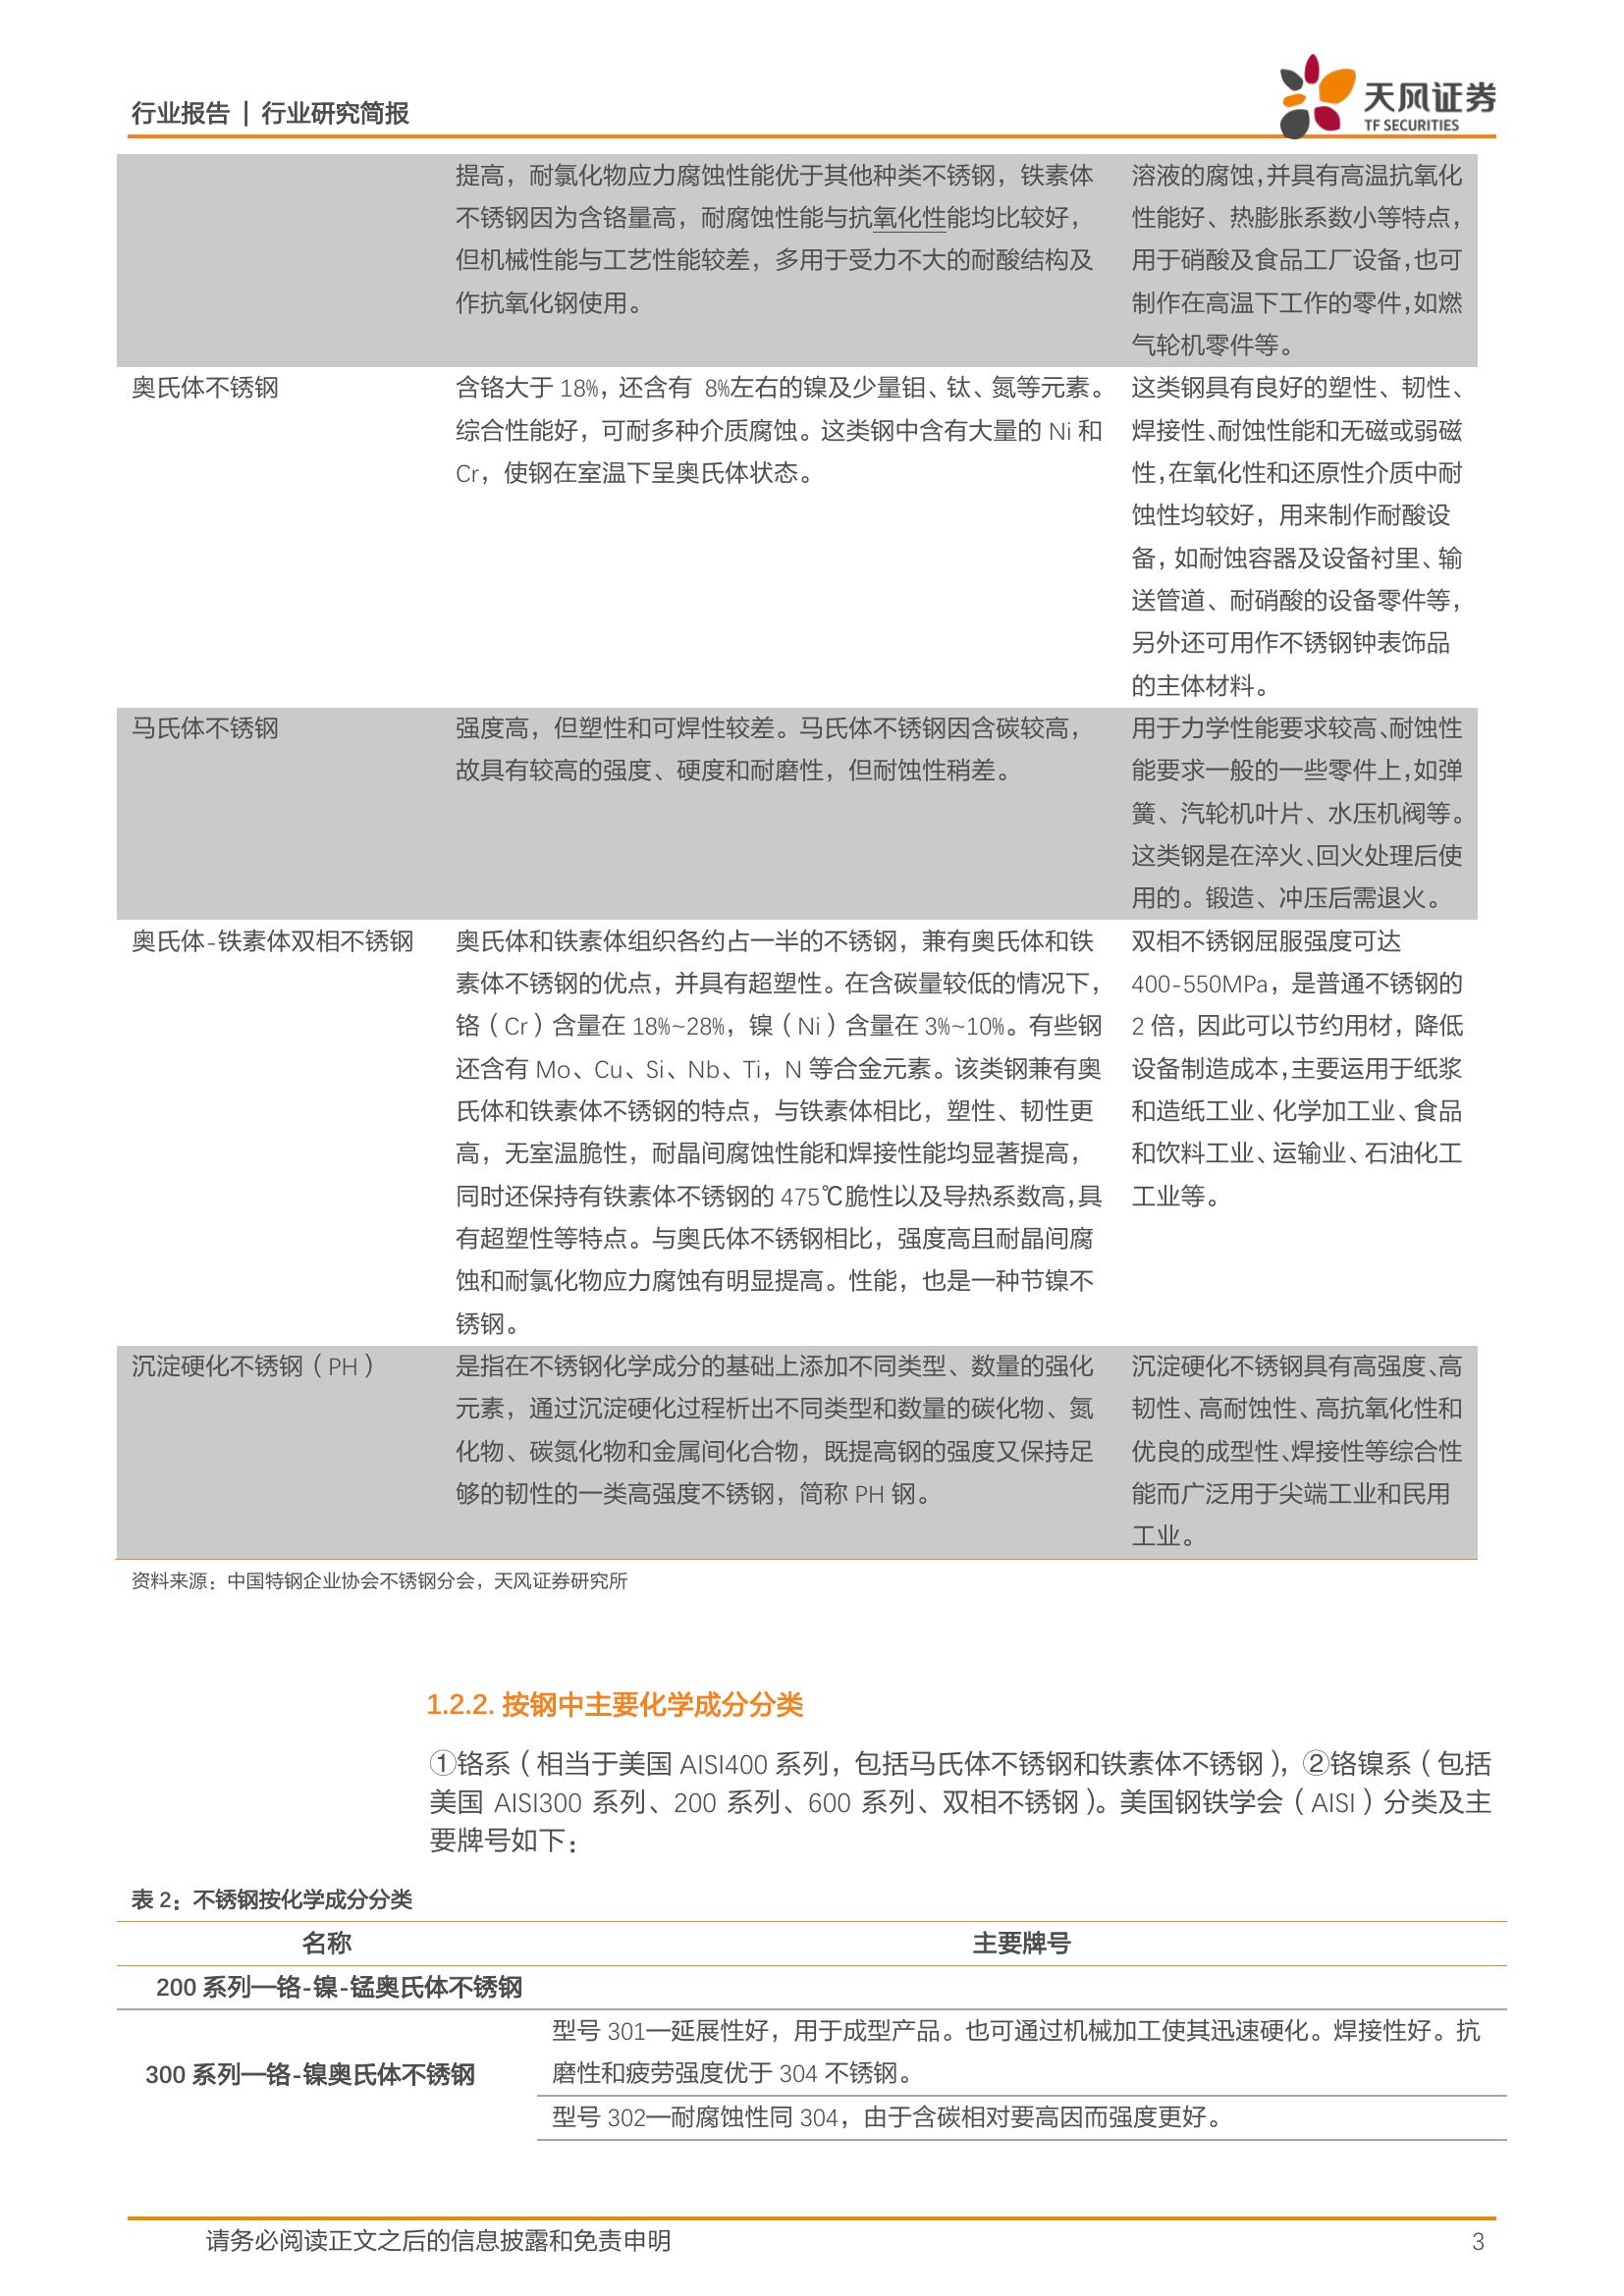 行业报告 | 行业研究简报
天风证券
TF SECURITIES
提高，耐氯化物应力腐蚀性能优于其他种类不锈钢，铁素体
不锈钢因为含铬量高，耐腐蚀性能与抗氧化性能均比较好，
但机械性能与工艺性能较差，多用于受力不大的耐酸结构及
作抗氧化钢使用。
溶液的腐蚀，并具有高温抗氧化
性能好、热膨胀系数小等特点，
用于硝酸及食品工厂设备，也可
制作在高温下工作的零件，如燃
气轮机零件等。
奥氏体不锈钢
含铬大于 18%，还含有 8%左右的镍及少量钼、钛、氮等元素。
综合性能好，可耐多种介质腐蚀。这类钢中含有大量的 Ni 和
Cr，使钢在室温下呈奥氏体状态。
这类钢具有良好的塑性、韧性、
焊接性、耐蚀性能和无磁或弱磁
性，在氧化性和还原性介质中耐
蚀性均较好，用来制作耐酸设
备，如耐蚀容器及设备衬里、输
送管道、耐硝酸的设备零件等，
另外还可用作不锈钢钟表饰品
的主体材料。
马氏体不锈钢
强度高，但塑性和可焊性较差。马氏体不锈钢因含碳较高，
故具有较高的强度、硬度和耐磨性，但耐蚀性稍差。
用于力学性能要求较高、耐蚀性
能要求一般的一些零件上，如弹
簧、汽轮机叶片、水压机阀等。
这类钢是在淬火、回火处理后使
用的。锻造、冲压后需退火。
奥氏体-铁素体双相不锈钢
奥氏体和铁素体组织各约占一半的不锈钢，兼有奥氏体和铁
素体不锈钢的优点，并具有超塑性。在含碳量较低的情况下，
铬（Cr）含量在 18%~28%，镍（Ni）含量在 3%~10%。有些钢
还含有 Mo、Cu、Si、Nb、Ti，N 等合金元素。该类钢兼有奥
氏体和铁素体不锈钢的特点，与铁素体相比，塑性、韧性更
高，无室温脆性，耐晶间腐蚀性能和焊接性能均显著提高，
同时还保持有铁素体不锈钢的 475℃脆性以及导热系数高，具
有超塑性等特点。与奥氏体不锈钢相比，强度高且耐晶间腐
蚀和耐氯化物应力腐蚀有明显提高。性能，也是一种节镍不
锈钢。
双相不锈钢屈服强度可达
400-550MPa，是普通不锈钢的
2 倍，因此可以节约用材，降低
设备制造成本，主要运用于纸浆
和造纸工业、化学加工业、食品
和饮料工业、运输业、石油化工
工业等。
沉淀硬化不锈钢（PH）
是指在不锈钢化学成分的基础上添加不同类型、数量的强化
元素，通过沉淀硬化过程析出不同类型和数量的碳化物、氮
化物、碳氮化物和金属间化合物，既提高钢的强度又保持足
够的韧性的一类高强度不锈钢，简称 PH 钢。
沉淀硬化不锈钢具有高强度、高
韧性、高耐蚀性、高抗氧化性和
优良的成型性、焊接性等综合性
能而广泛用于尖端工业和民用
工业。
资料来源：中国特钢企业协会不锈钢分会，天风证券研究所
1.2.2. 按钢中主要化学成分分类
①铬系（相当于美国 AISI400 系列，包括马氏体不锈钢和铁素体不锈钢），②铬镍系（包括
美国 AISI300 系列、200 系列、600 系列、双相不锈钢）。美国钢铁学会（AISI）分类及主
要牌号如下：
表 2：不锈钢按化学成分分类
名称 主要牌号
200 系列—铬-镍-锰奥氏体不锈钢
300 系列—铬-镍奥氏体不锈钢
型号 301—延展性好，用于成型产品。也可通过机械加工使其迅速硬化。焊接性好。抗
磨性和疲劳强度优于 304 不锈钢。
型号 302—耐腐蚀性同 304，由于含碳相对要高因而强度更好。
请务必阅读正文之后的信息披露和免责申明 3